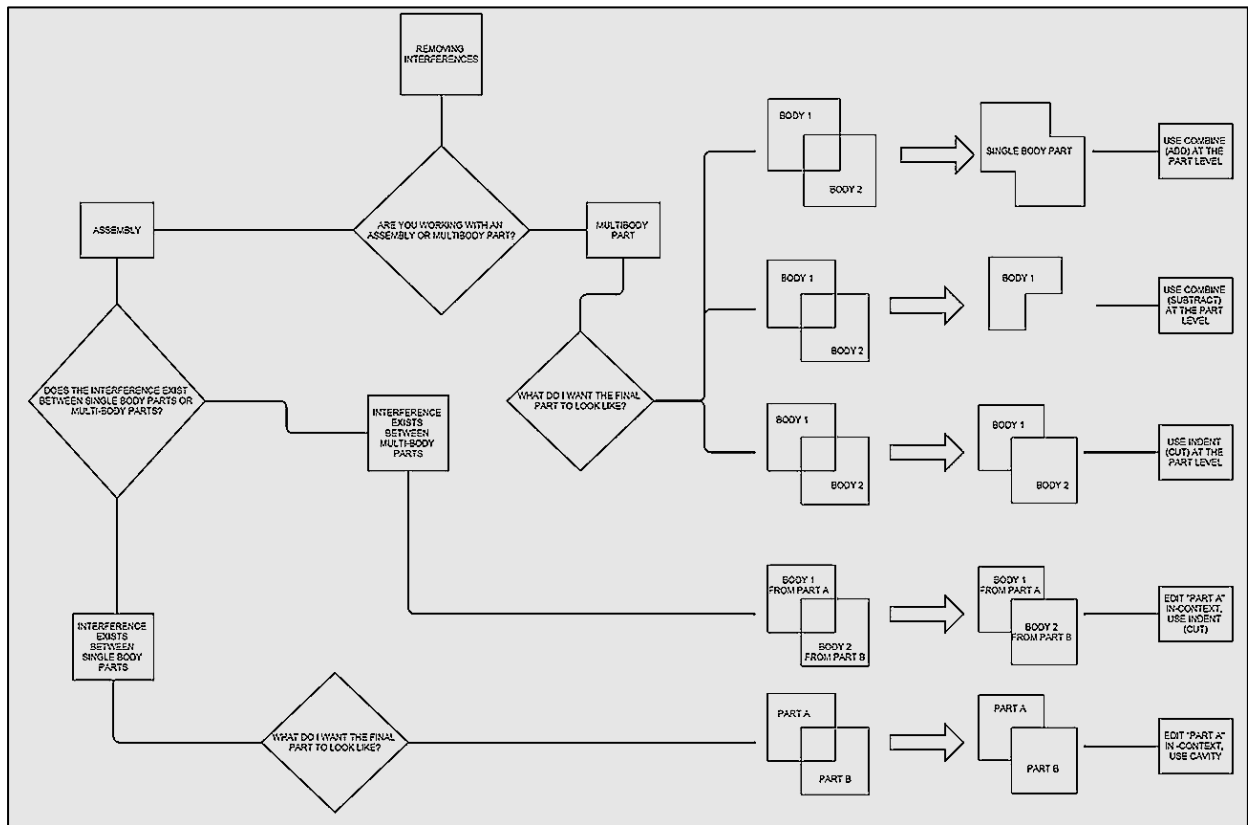 REMOVING
INTERFERENCES
ARE YOU WORKING WITH AN
ASSEMBLY OR MULTIBODY PART?
ASSEMBLY
MULTIBODY
PART
DOES THE INTERFERENCE EXIST
BETWEEN SINGLE BODY PARTS OR
MULTI-BODY PARTS?
WHAT DO I WANT THE FINAL
PART TO LOOK LIKE?
INTERFERENCE
EXISTS
BETWEEN
MULTI-BODY
PARTS
INTERFERENCE
EXISTS
BETWEEN
SINGLE BODY
PARTS
WHAT DO I WANT THE FINAL
PART TO LOOK LIKE?
BODY 1
BODY 2
SINGLE BODY PART
USE COMBINE
(ADD) AT THE
PART LEVEL
BODY 1
BODY 2
BODY 1
USE COMBINE
(SUBTRACT)
AT THE PART
LEVEL
BODY 1
BODY 2
BODY 1
BODY 2
USE INDENT
(CUT) AT THE
PART LEVEL
BODY 1
FROM PART A
BODY 2
FROM PART B
BODY 1
FROM PART A
BODY 2
FROM PART B
EDIT "PART A"
IN-CONTEXT,
USE INDENT
(CUT)
PART A
PART B
PART A
PART B
EDIT "PART A"
IN -CONTEXT,
USE CAVITY